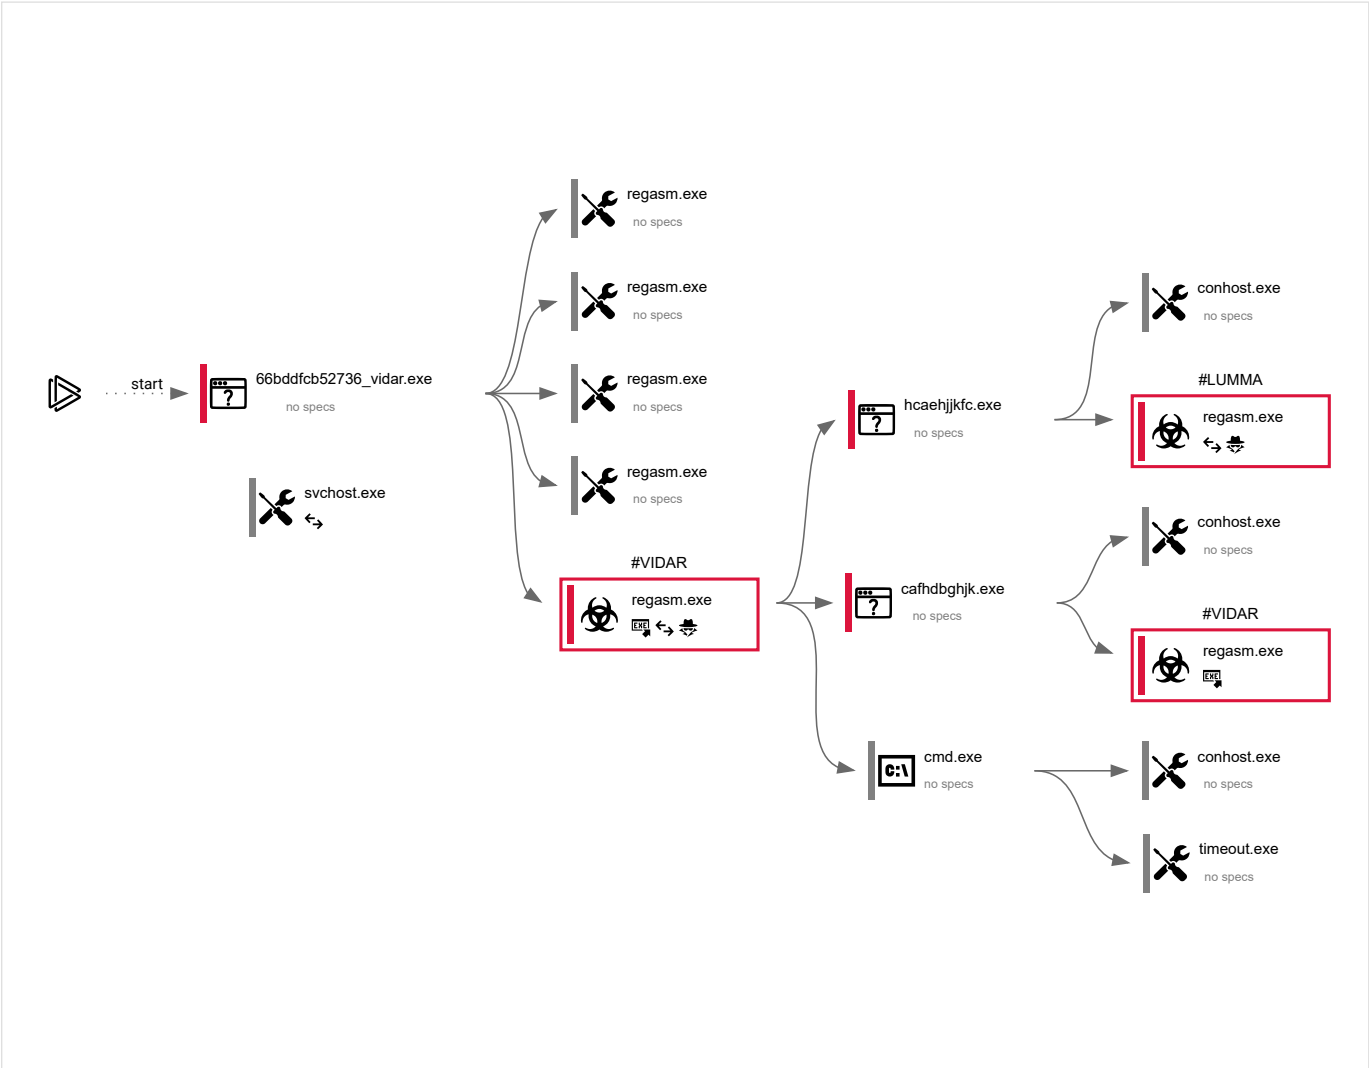 start
66bddfcb52736_vidar.exe
no specs
svchost.exe
regasm.exe
no specs
regasm.exe
no specs
regasm.exe
no specs
regasm.exe
no specs
#VIDAR
regasm.exe
EXE
hcaehjjkfc.exe
no specs
cafhdbghjk.exe
no specs
C:\
cmd.exe
no specs
conhost.exe
no specs
#LUMMA
regasm.exe
conhost.exe
no specs
#VIDAR
regasm.exe
EXE
conhost.exe
no specs
timeout.exe
no specs